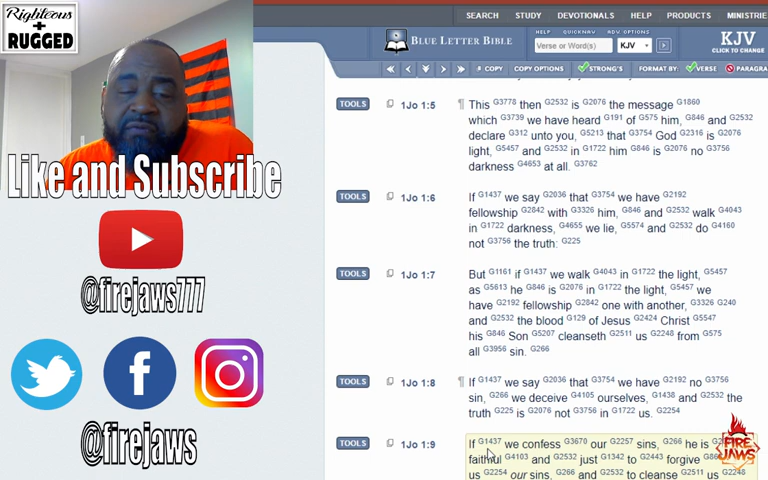 Righteous
+
RUGGED
Like and Subscribe
@firejaws777
@firejaws
SEARCH STUDY DEVOTIONALS HELP PRODUCTS MINISTRIE
BLUE LETTER BIBLE
HELP QUICKNAV ADV. OPTIONS
Verse or Word(s) KJV
KJV
CLICK TO CHANGE
COPY COPY OPTIONS STRONG'S FORMAT BY: VERSE PARAGRA
TOOLS 1Jo 1:5 ¶ This G3778 then G2532 is G2076 the message G1860
which G3739 we have heard G191 of G575 him, G846 and G2532
declare G312 unto you, G5213 that G3754 God G2316 is G2076
light, G5457 and G2532 in G1722 him G846 is G2076 no G3756
darkness G4653 at all. G3762
TOOLS 1Jo 1:6 If G1437 we say G2036 that G3754 we have G2192
fellowship G2842 with G3326 him, G846 and G2532 walk G4043
in G1722 darkness, G4655 we lie, G5574 and G2532 do G4160
not G3756 the truth: G225
TOOLS 1Jo 1:7 But G1161 if G1437 we walk G4043 in G1722 the light, G5457
as G5613 he G846 is G2076 in G1722 the light, G5457 we
have G2192 fellowship G2842 one with another, G3326 G240
and G2532 the blood G129 of Jesus G2424 Christ G5547
his G846 Son G5207 cleanseth G2511 us G2248 from G575
all G3956 sin. G266
TOOLS 1Jo 1:8 ¶ If G1437 we say G2036 that G3754 we have G2192 no G3756
sin, G266 we deceive G4105 ourselves, G1438 and G2532 the
truth G225 is G2076 not G3756 in G1722 us. G2254
TOOLS 1Jo 1:9 If G1437 we confess G3670 our G2257 sins, G266 he is
faithful G4103 and G2532 just G1342 to G2443 forgive
us G2254 our sins, G266 and G2532 to cleanse G2511 us G2248
FIRE
JAWS